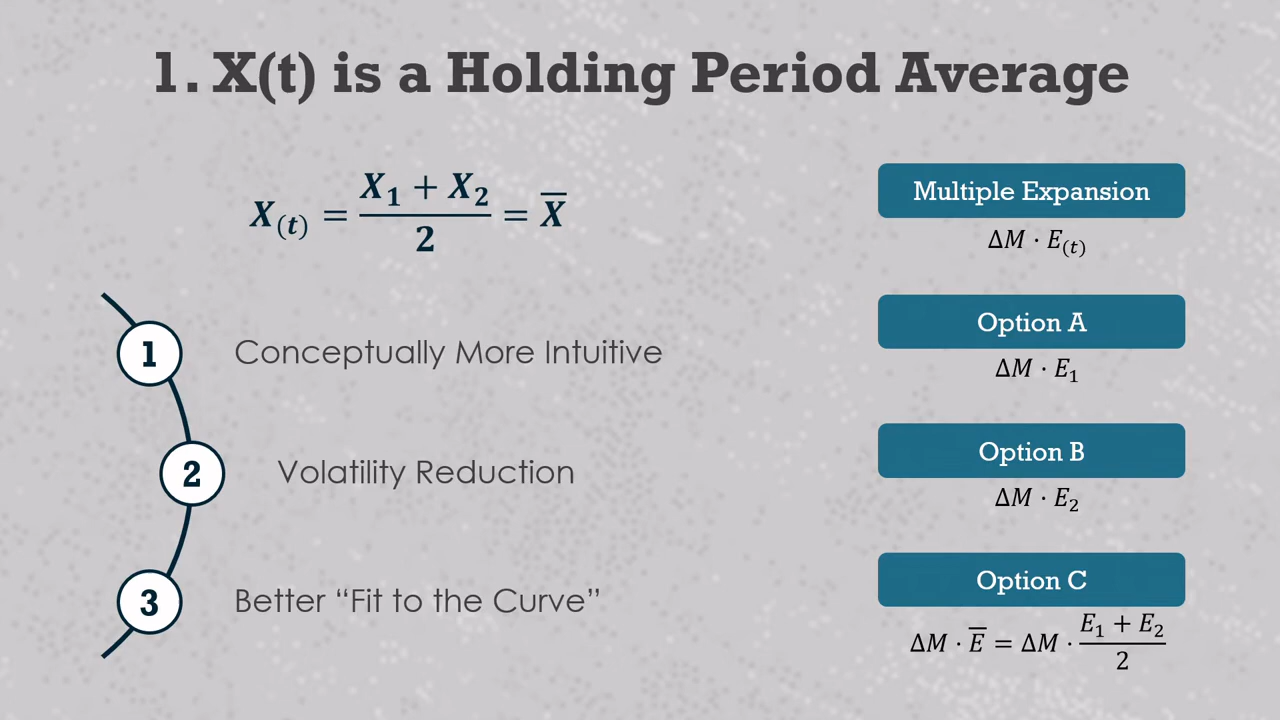 1. X(t) is a Holding Period Average
X₍t₎ = (X₁ + X₂)/2 = X̅
1 Conceptually More Intuitive
2 Volatility Reduction
3 Better “Fit to the Curve”
Multiple Expansion
ΔM · E₍t₎
Option A
ΔM · E₁
Option B
ΔM · E₂
Option C
ΔM · E̅ = ΔM · (E₁ + E₂)/2